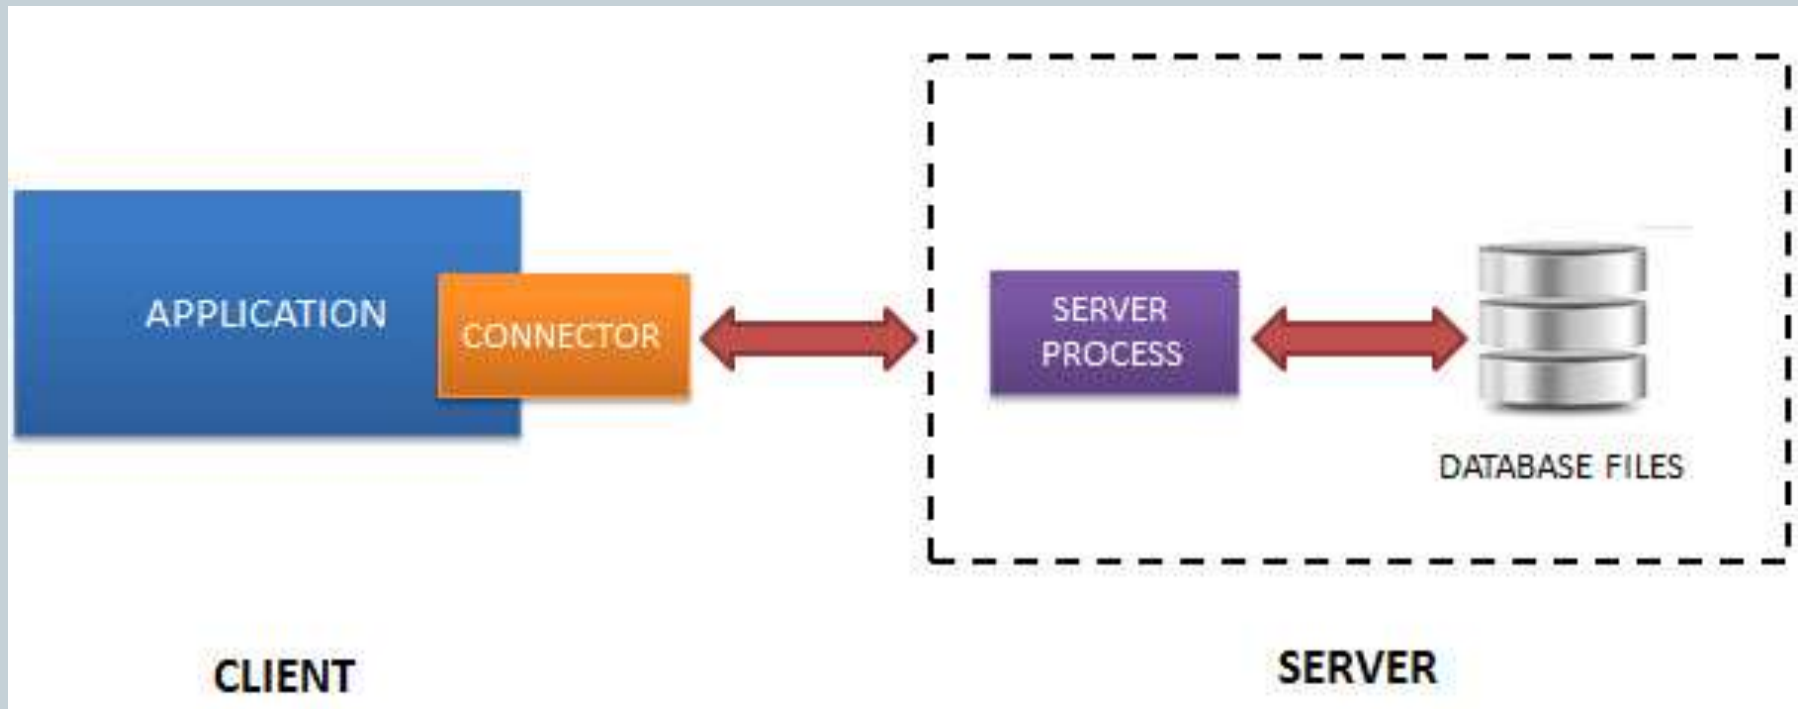 APPLICATION
CONNECTOR
SERVER
PROCESS
DATABASE FILES
CLIENT
SERVER